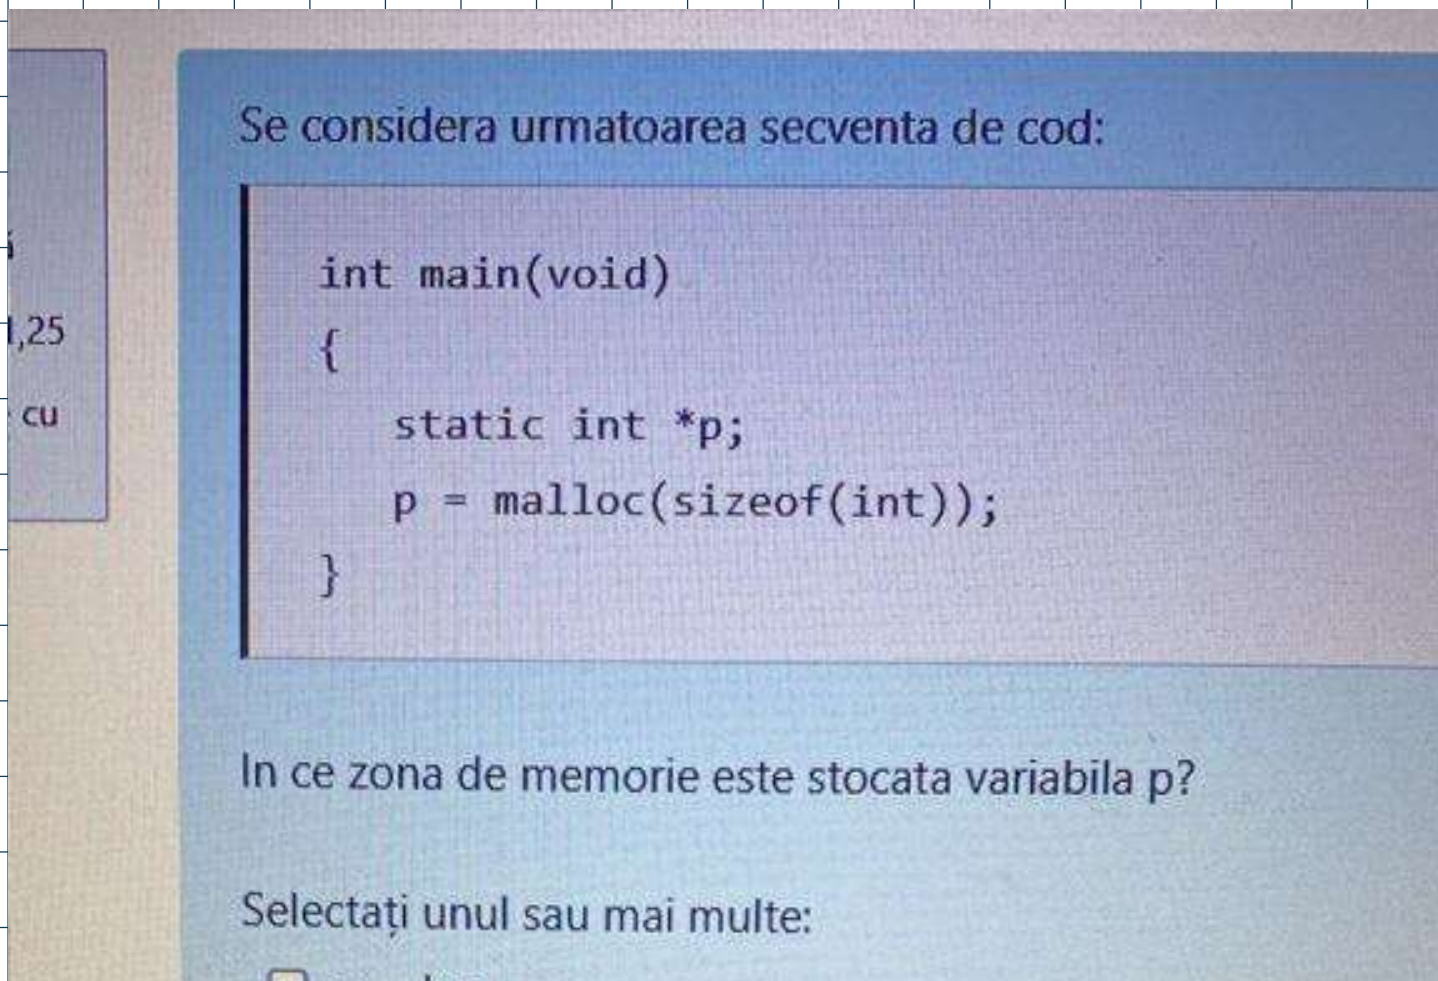 Se considera urmatoarea secventa de cod:
int main(void)
{
static int *p;
p = malloc(sizeof(int));
}
,25
cu
In ce zona de memorie este stocata variabila p?
Selectați unul sau mai multe: